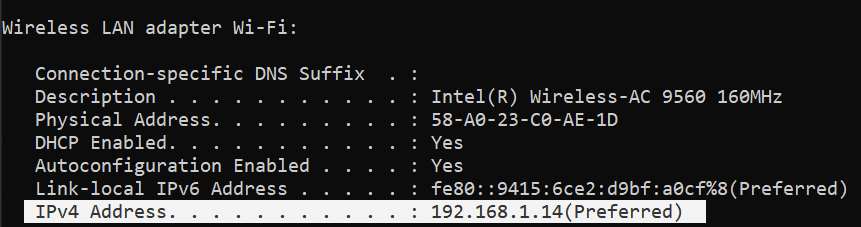 Wireless LAN adapter Wi-Fi:
Connection-specific DNS Suffix  . :
Description . . . . . . . . . . . : Intel(R) Wireless-AC 9560 160MHz
Physical Address. . . . . . . . . : 58-A0-23-C0-AE-1D
DHCP Enabled. . . . . . . . . . . : Yes
Autoconfiguration Enabled . . . . : Yes
Link-local IPv6 Address . . . . . : fe80::9415:6ce2:d9bf:a0cf%8(Preferred)
IPv4 Address. . . . . . . . . . . : 192.168.1.14(Preferred)